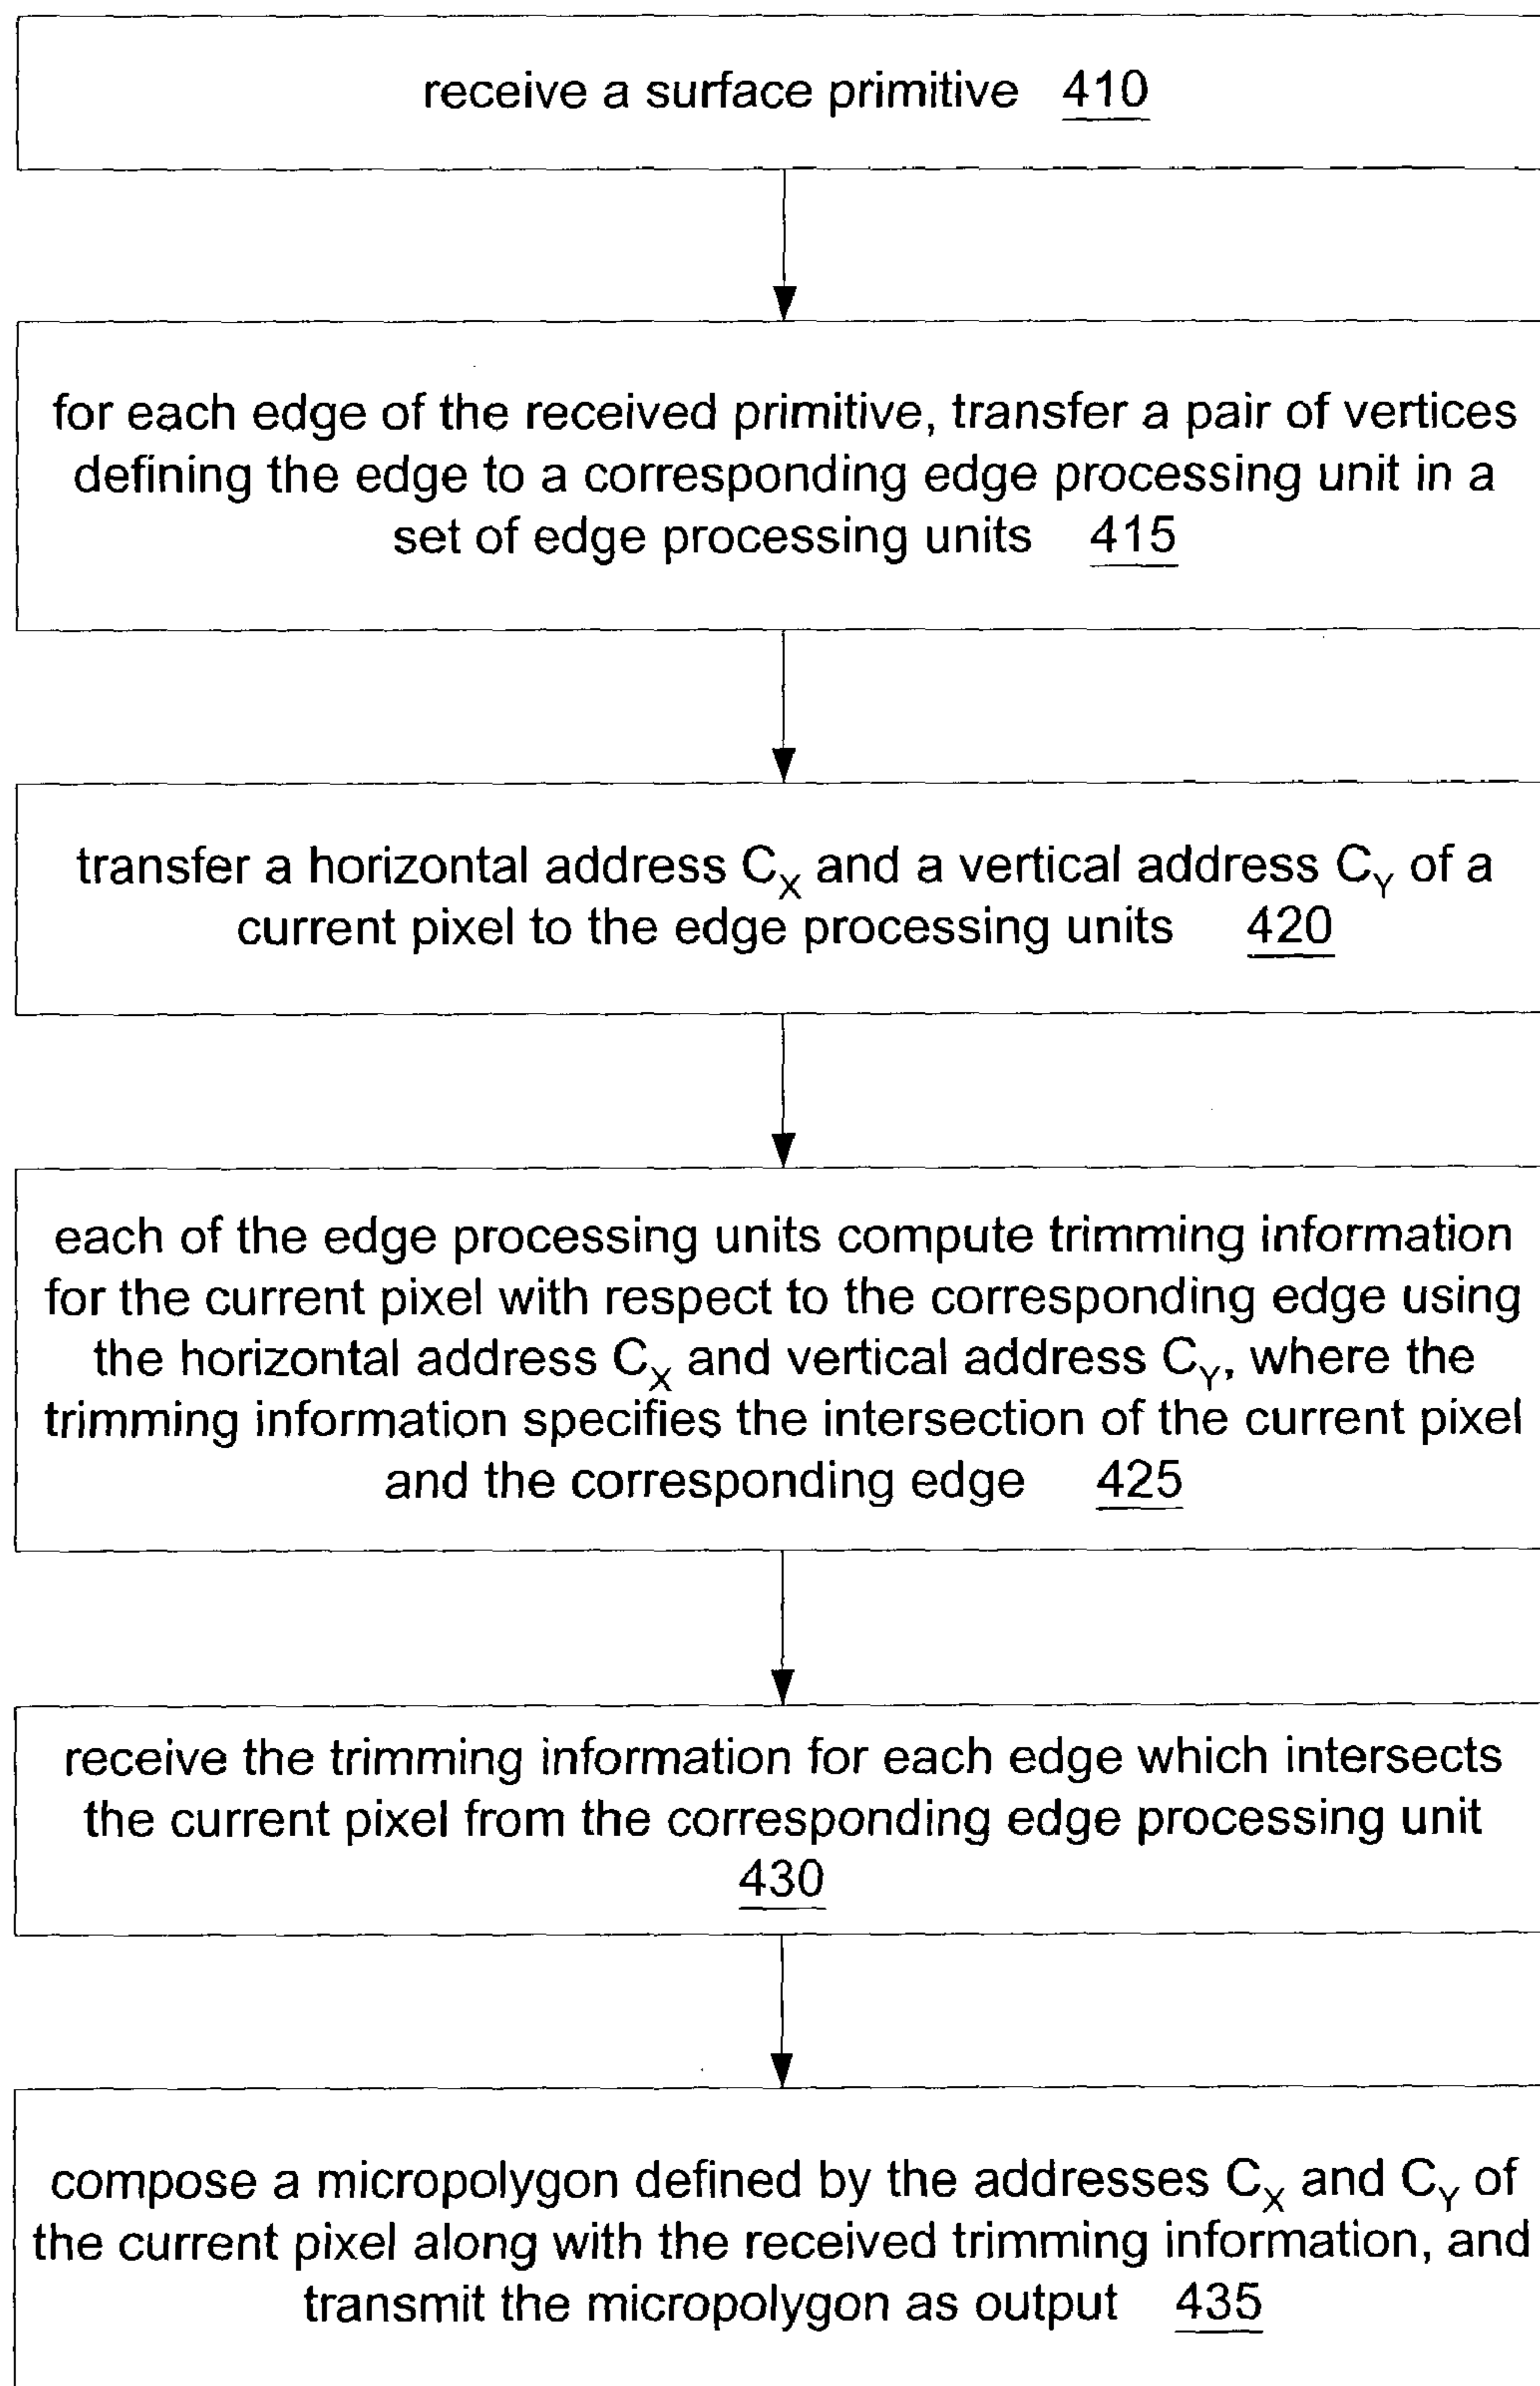 receive a surface primitive 410
for each edge of the received primitive, transfer a pair of vertices
defining the edge to a corresponding edge processing unit in a
set of edge processing units 415
transfer a horizontal address C_X and a vertical address C_Y of a
current pixel to the edge processing units 420
each of the edge processing units compute trimming information
for the current pixel with respect to the corresponding edge using
the horizontal address C_X and vertical address C_Y, where the
trimming information specifies the intersection of the current pixel
and the corresponding edge 425
receive the trimming information for each edge which intersects
the current pixel from the corresponding edge processing unit
430
compose a micropolygon defined by the addresses C_X and C_Y of
the current pixel along with the received trimming information, and
transmit the micropolygon as output 435